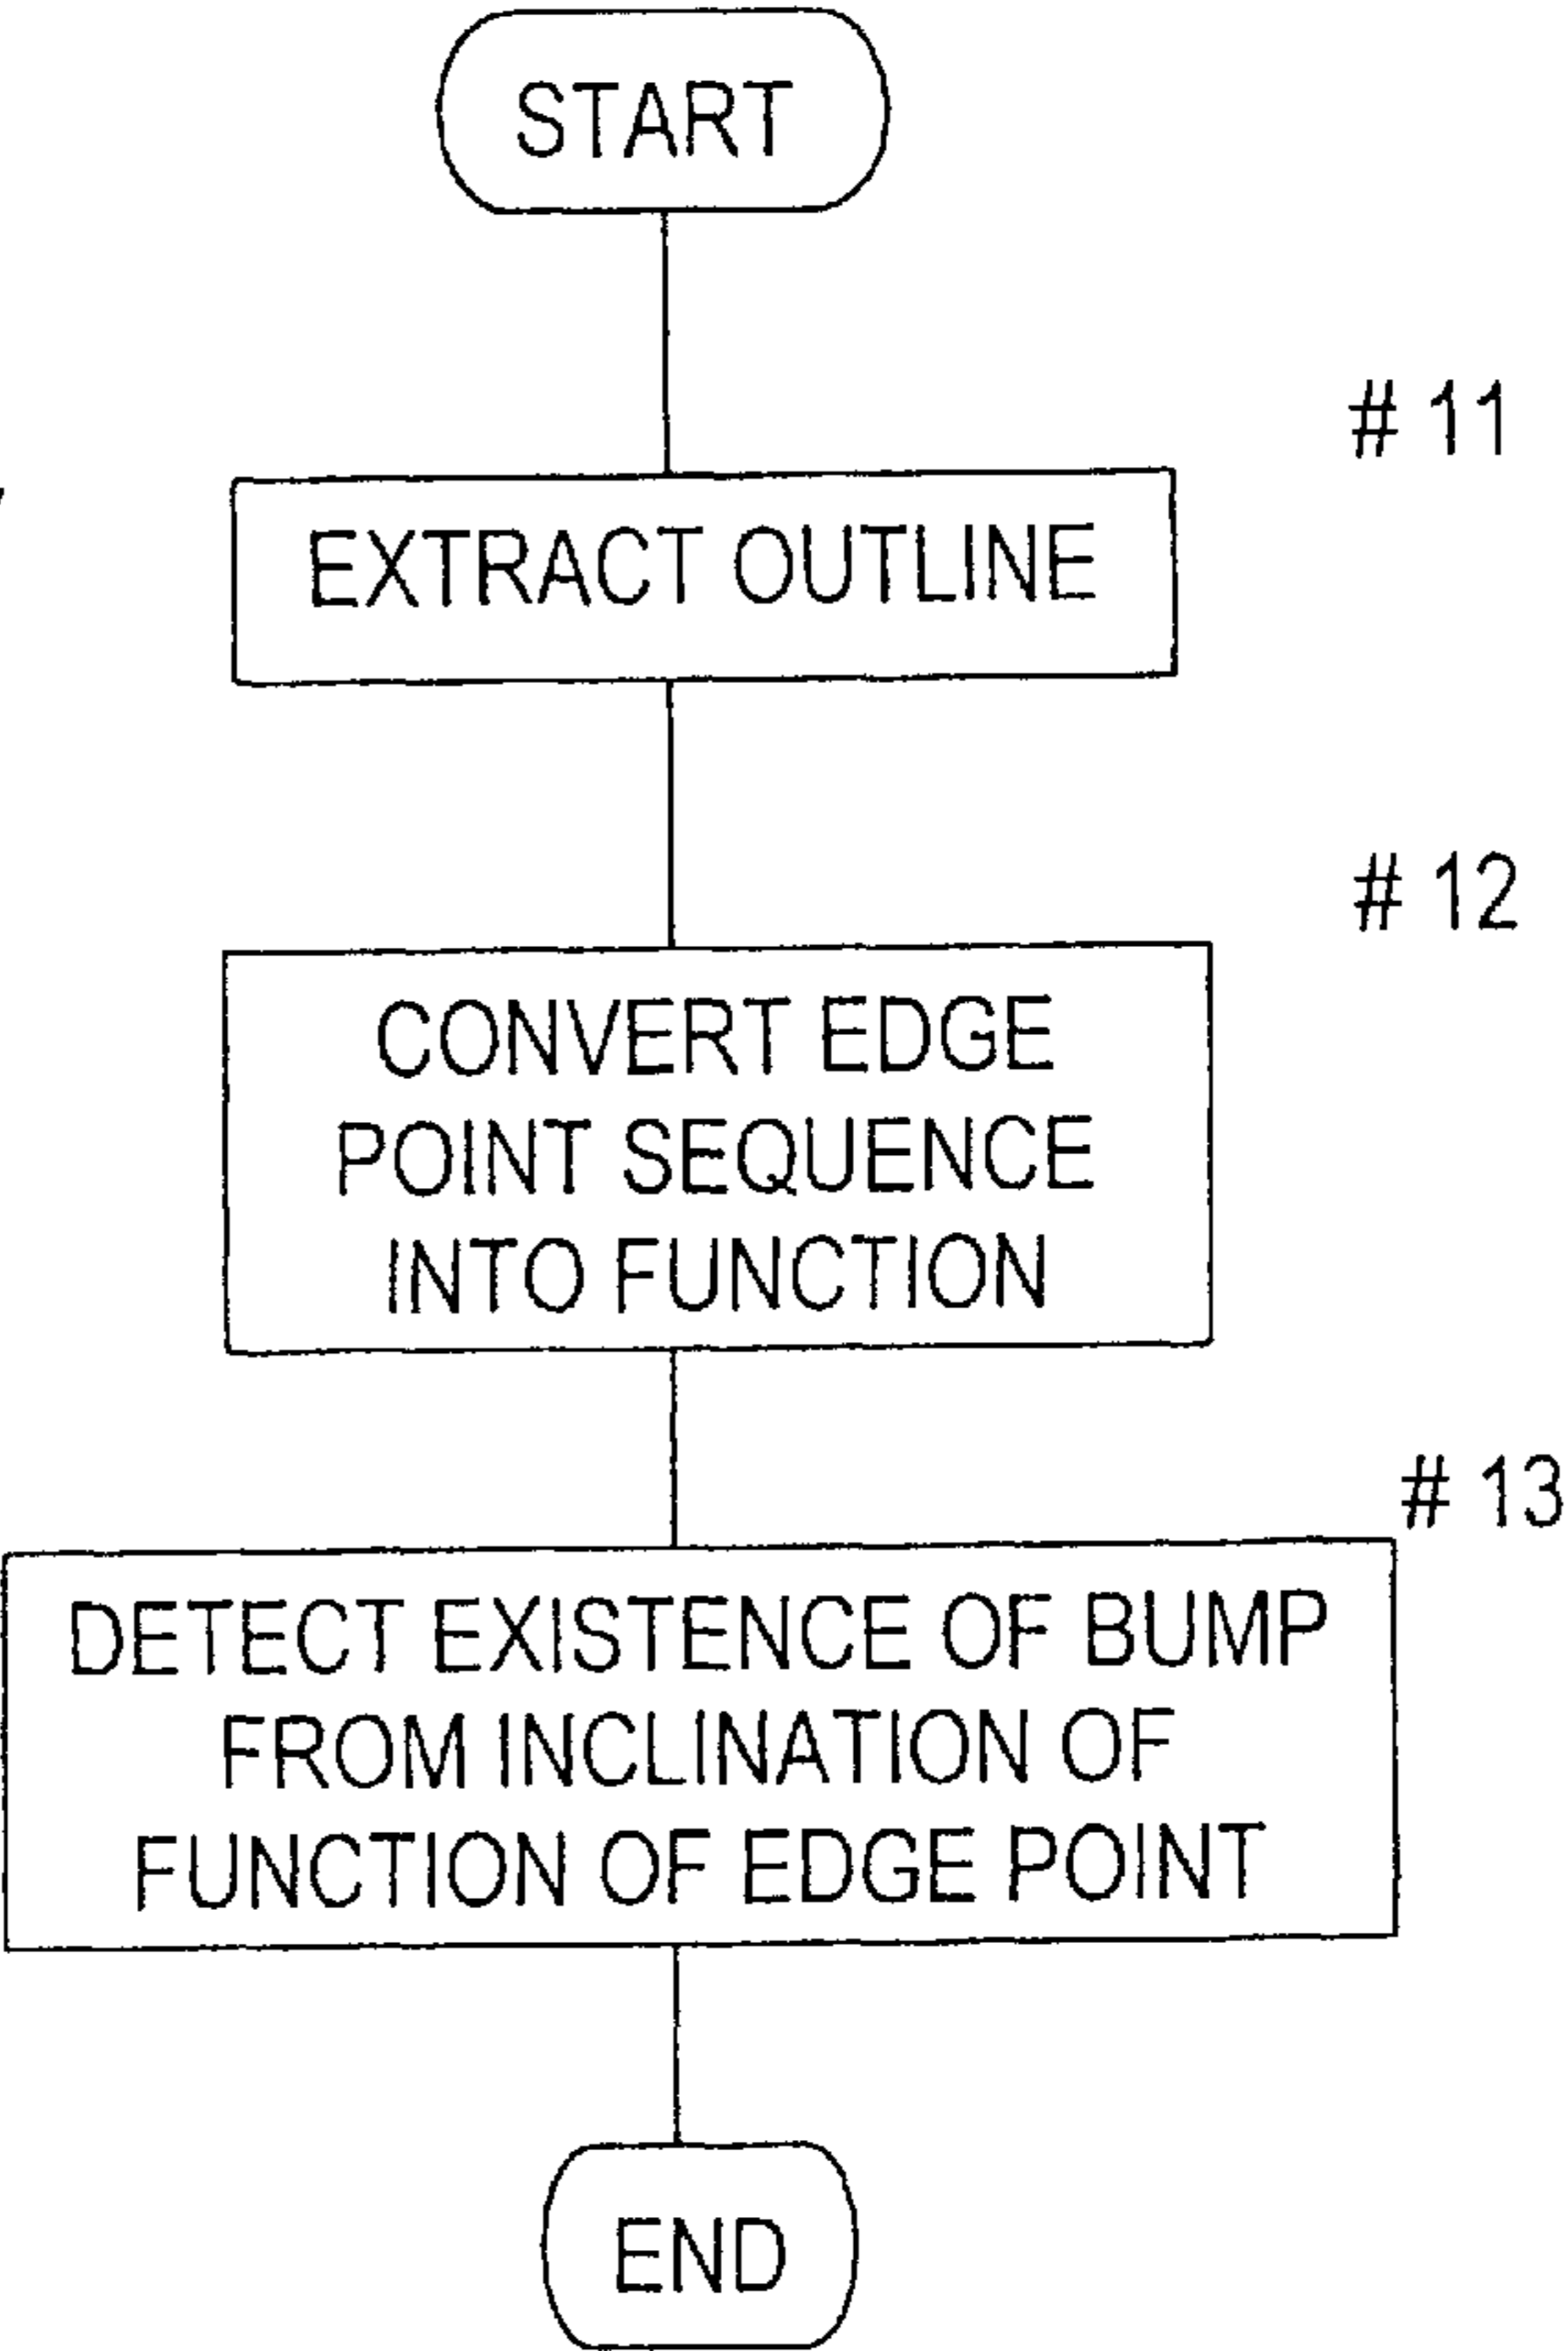 START
# 11
EXTRACT OUTLINE
# 12
CONVERT EDGE
POINT SEQUENCE
INTO FUNCTION
# 13
DETECT EXISTENCE OF BUMP
FROM INCLINATION OF
FUNCTION OF EDGE POINT
END